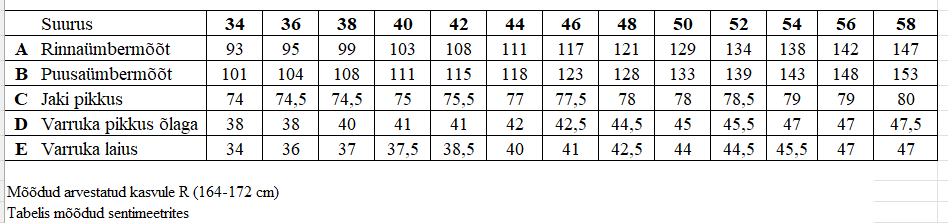 Suurus 34 36 38 40 42 44 46 48 50 52 54 56 58
A Rinnaümbermõõt 93 95 99 103 108 111 117 121 129 134 138 142 147
B Puusaümbermõõt 101 104 108 111 115 118 123 128 133 139 143 148 153
C Jaki pikkus 74 74,5 74,5 75 75,5 77 77,5 78 78 78,5 79 79 80
D Varruka pikkus õlaga 38 38 40 41 41 42 42,5 44,5 45 45,5 47 47 47,5
E Varruka laius 34 36 37 37,5 38,5 40 41 42,5 44 44,5 45,5 47 47
Mõõdud arvestatud kasvule R (164-172 cm)
Tabelis mõõdud sentimeetrites